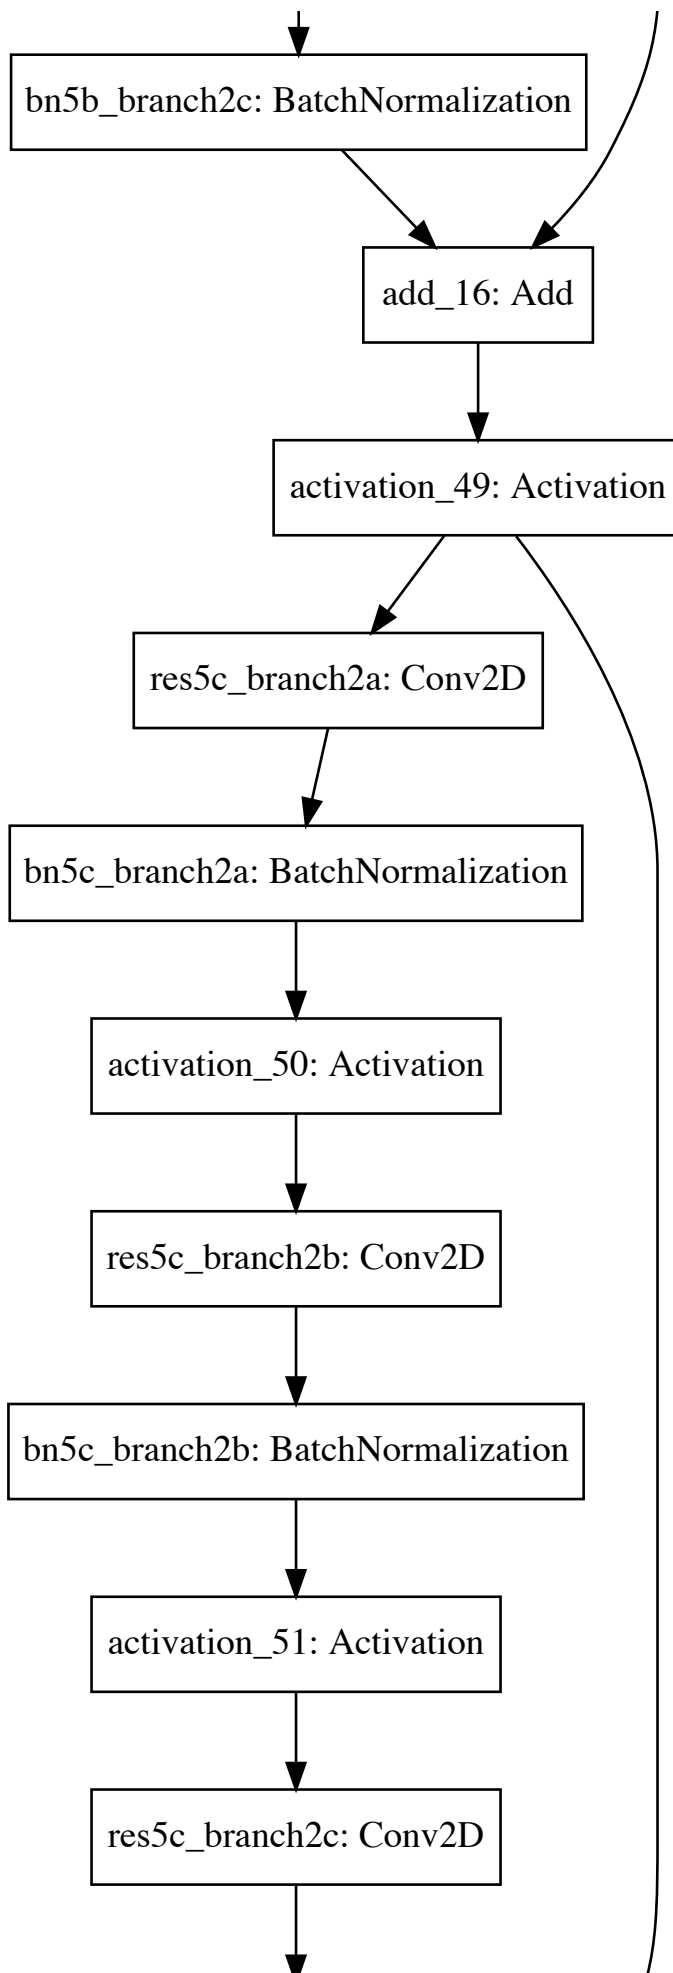 bn5b_branch2c: BatchNormalization
add_16: Add
activation_49: Activation
res5c_branch2a: Conv2D
bn5c_branch2a: BatchNormalization
activation_50: Activation
res5c_branch2b: Conv2D
bn5c_branch2b: BatchNormalization
activation_51: Activation
res5c_branch2c: Conv2D